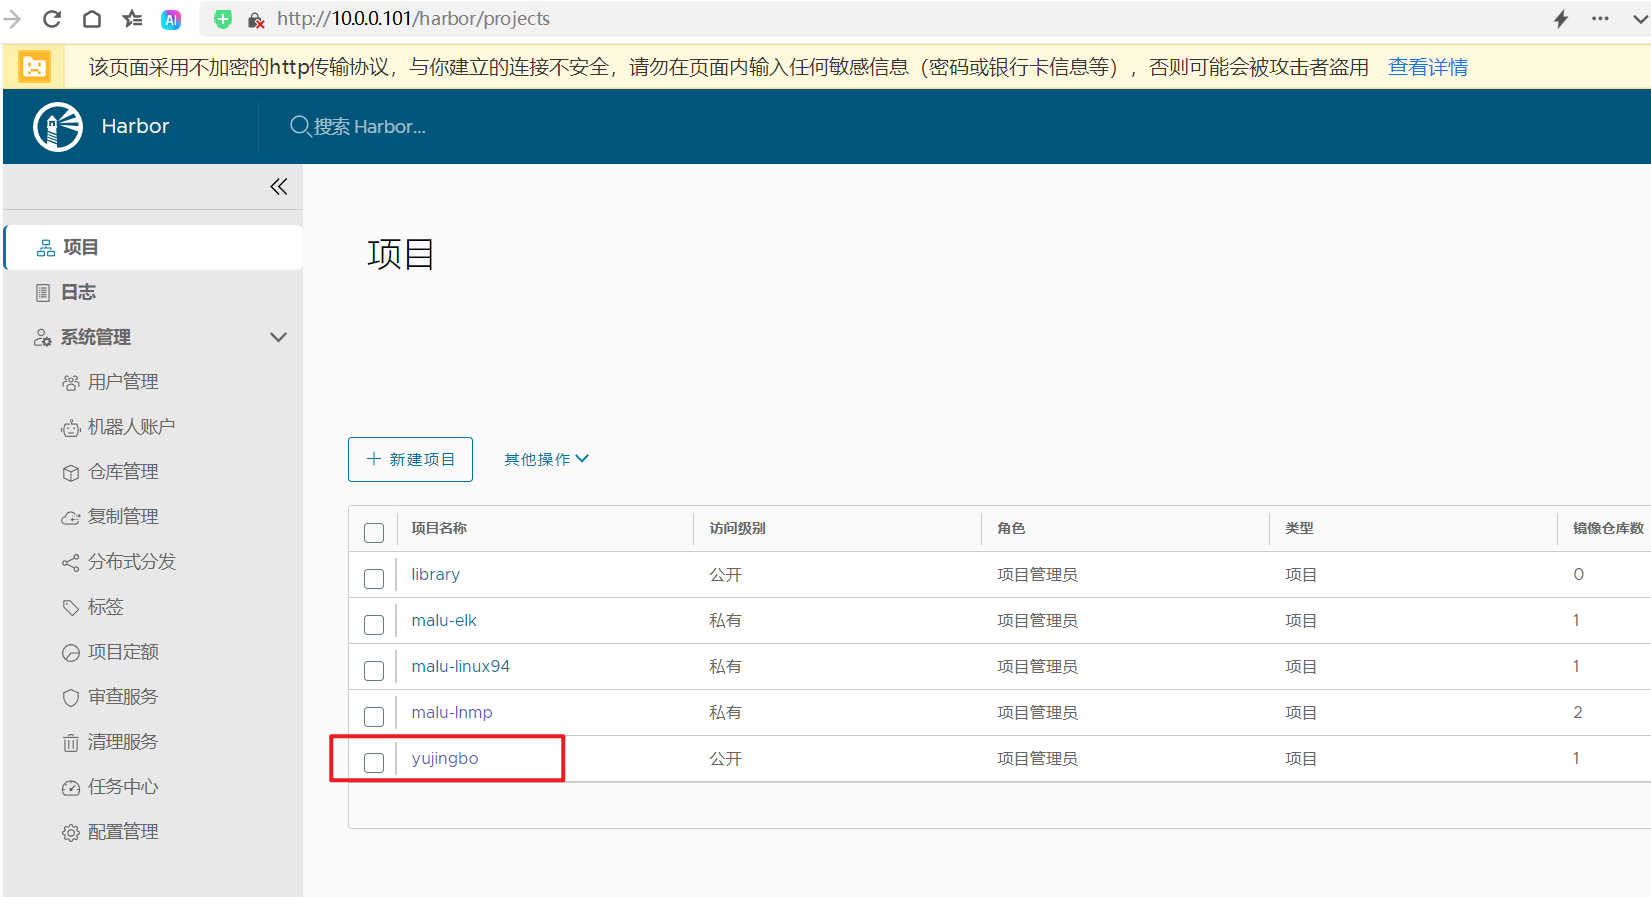 AI
http://10.0.0.101/harbor/projects
该页面采用不加密的http传输协议，与你建立的连接不安全，请勿在页面内输入任何敏感信息（密码或银行卡信息等），否则可能会被攻击者盗用 查看详情
Harbor
搜索 Harbor...
项目
日志
系统管理
用户管理
机器人账户
仓库管理
复制管理
分布式分发
标签
项目定额
审查服务
清理服务
任务中心
配置管理
项目
新建项目 其他操作
项目名称 访问级别 角色 类型 镜像仓库数
library 公开 项目管理员 项目 0
malu-elk 私有 项目管理员 项目 1
malu-linux94 私有 项目管理员 项目 1
malu-lnmp 私有 项目管理员 项目 2
yujingbo 公开 项目管理员 项目 1